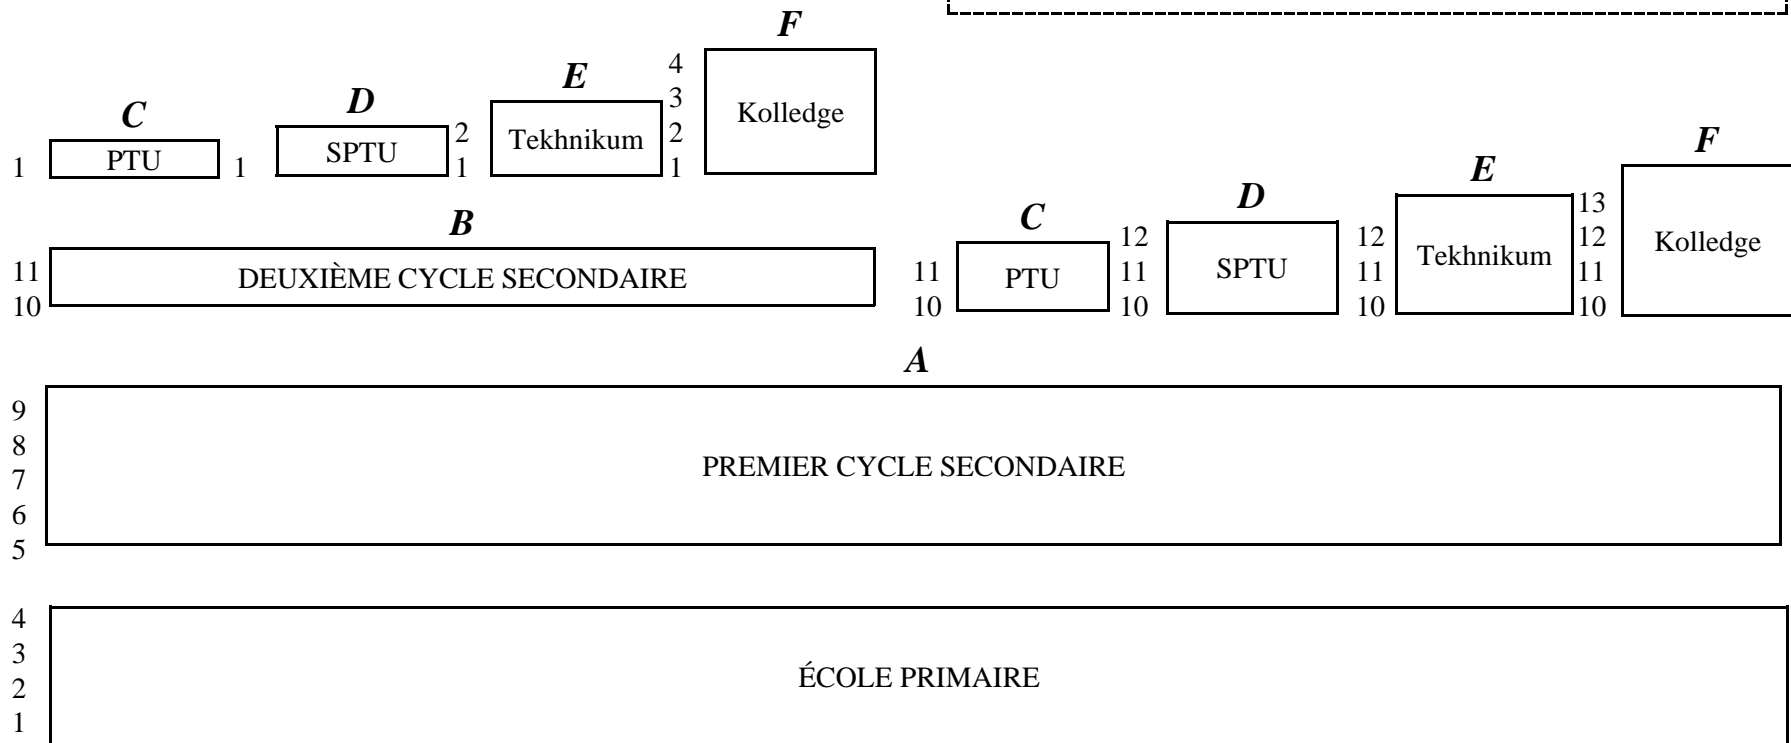 F
4
E
3
Kolledge
C
D
2
Tekhnikum
2
1
PTU
1
SPTU
1
1
F
E
B
D
13
C
12
12
12
Kolledge
11
DEUXIÈME CYCLE SECONDAIRE
11
PTU
11
SPTU
11
Tekhnikum
11
10
10
10
10
10
A
9
8
7
PREMIER CYCLE SECONDAIRE
6
5
4
3
2
ÉCOLE PRIMAIRE
1